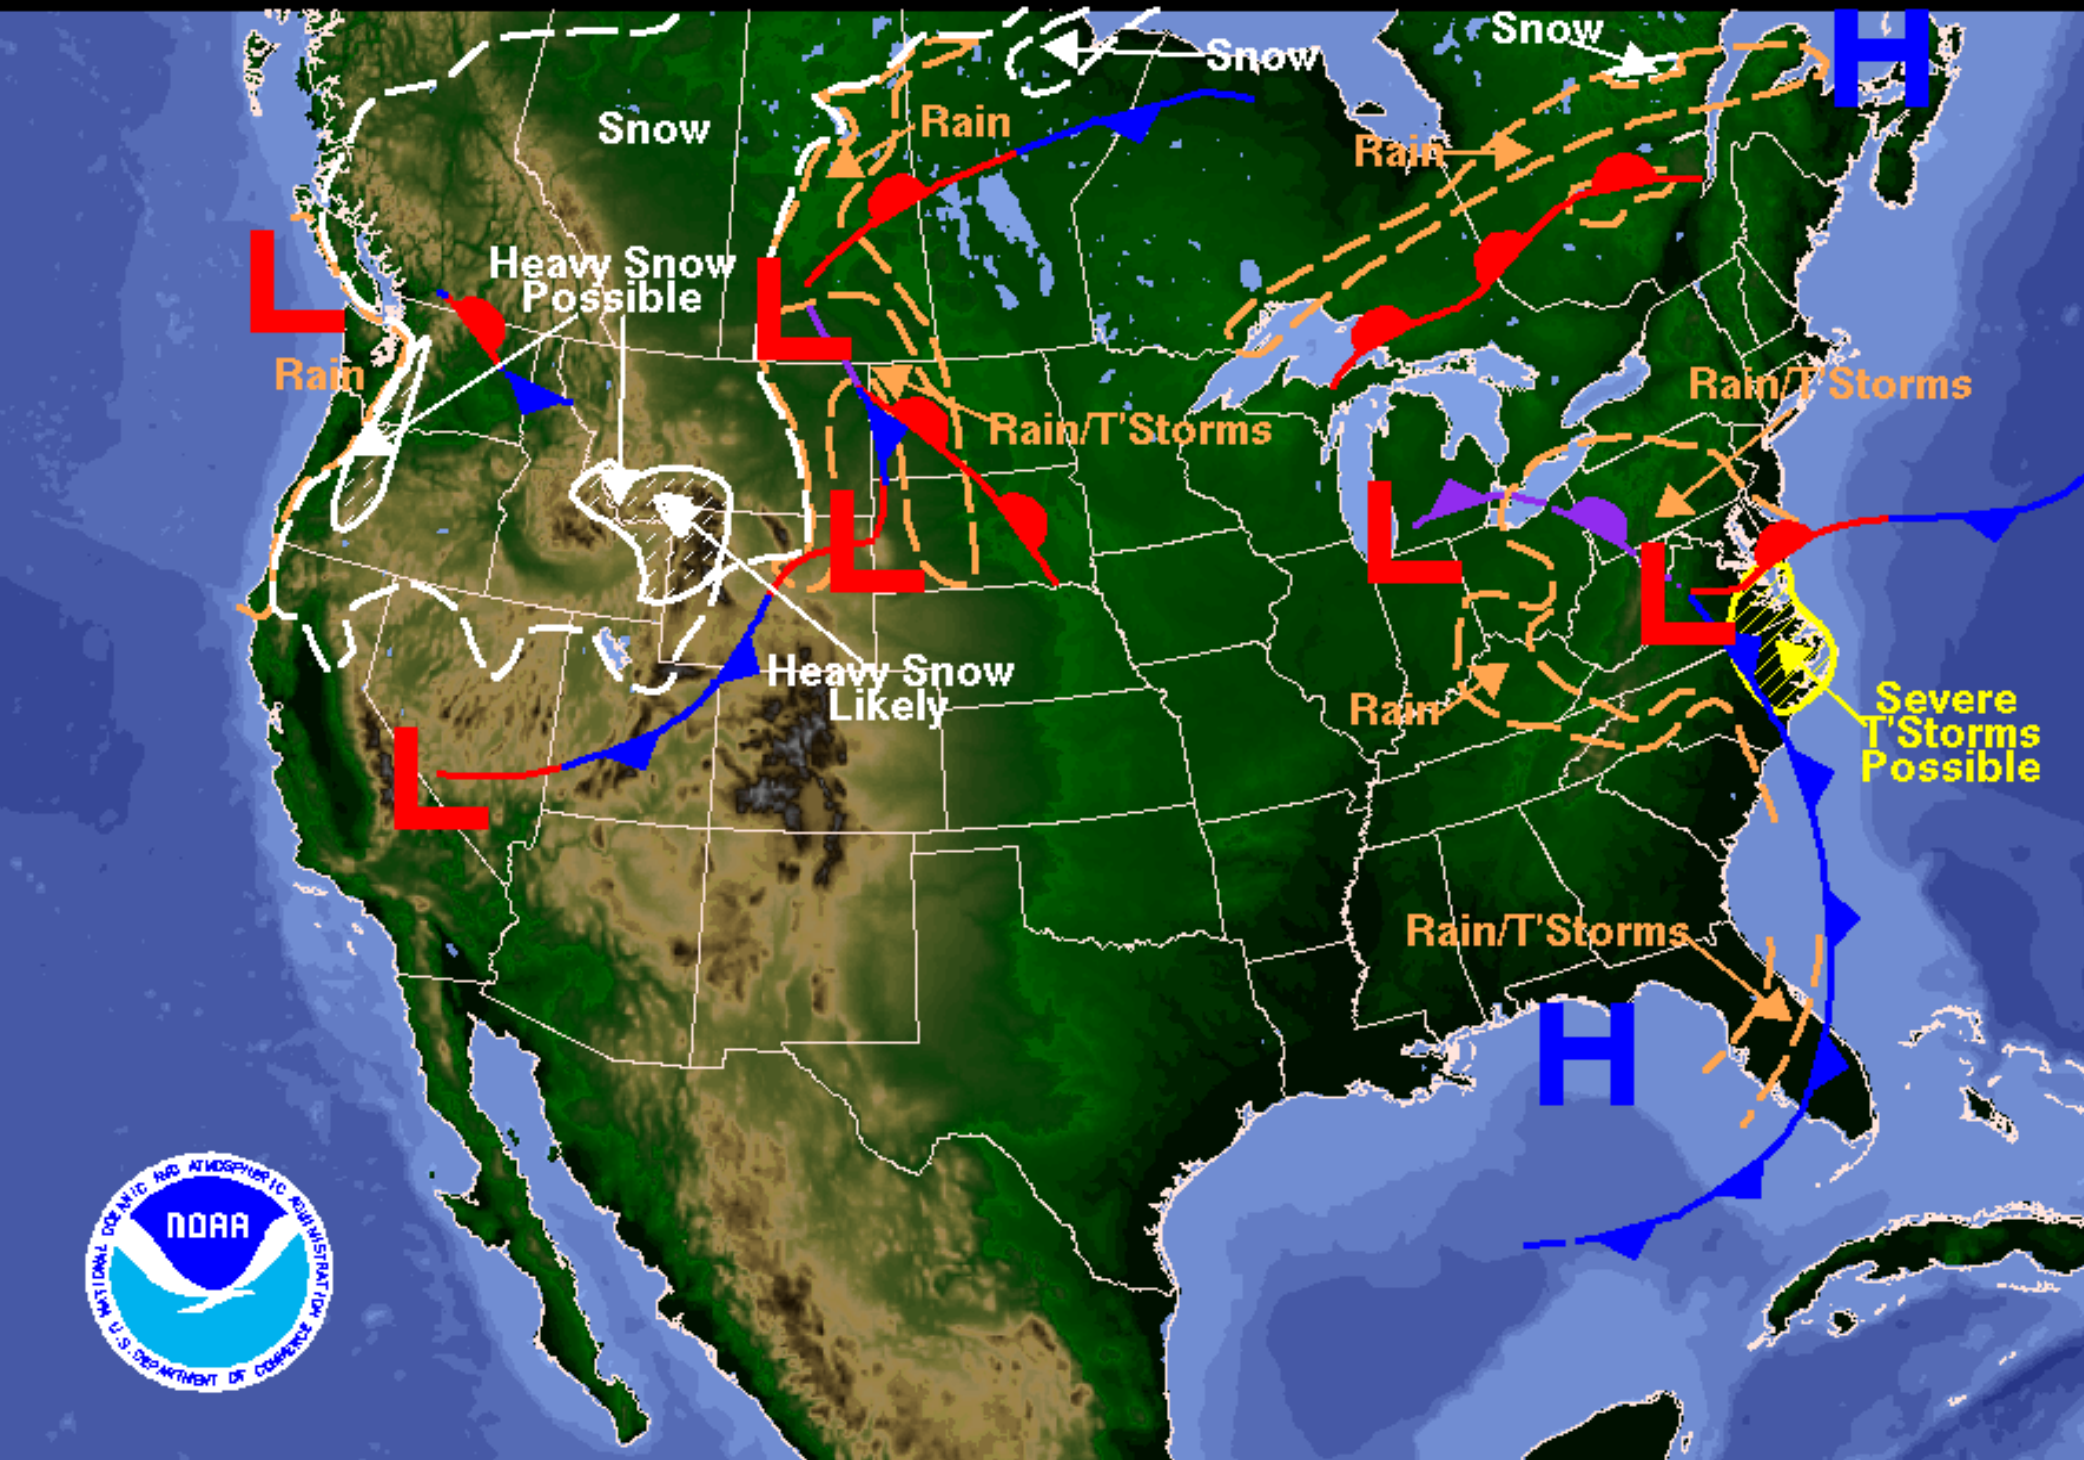 H
Snow
Snow
Snow
Rain
Rain
L
Heavy Snow
Possible
L
Rain
Rain/T'Storms
Rain/T'Storms
L
L
L
Heavy Snow
Likely
Rain
Severe
T'Storms
Possible
L
Rain/T'Storms
H
NOAA
NATIONAL OCEANIC AND ATMOSPHERIC ADMINISTRATION
U.S. DEPARTMENT OF COMMERCE